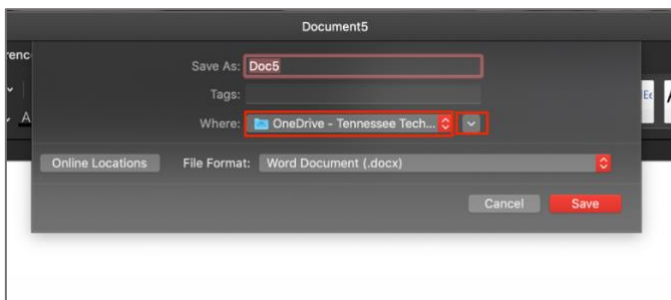 Document5
Save As: Doc5
Tags:
Where: OneDrive - Tennessee Tech...
Online Locations File Format: Word Document (.docx)
Cancel Save